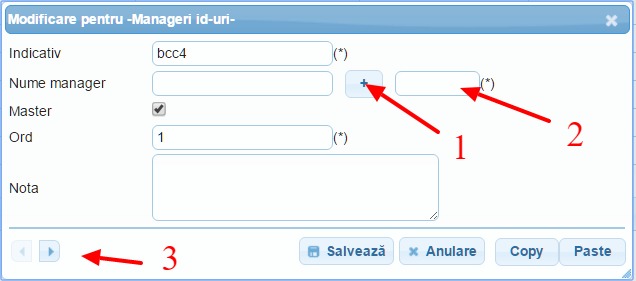 Modificare pentru -Manageri id-uri-
Indicativ bcc4 (*)
Nume manager + (*)
1 2
Master
Ord 1 (*)
Nota
3 Salvează Anulare Copy Paste